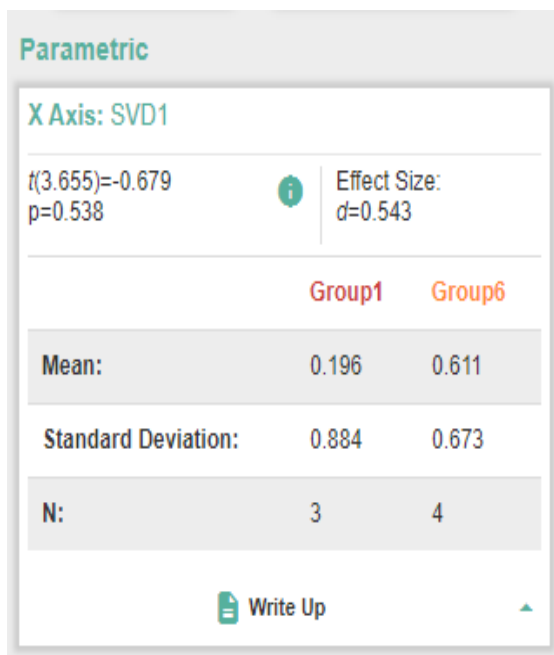 Parametric
X Axis: SVD1
t(3.655)=-0.679
p=0.538
Effect Size:
d=0.543
Group1 Group6
Mean: 0.196 0.611
Standard Deviation: 0.884 0.673
N: 3 4
Write Up